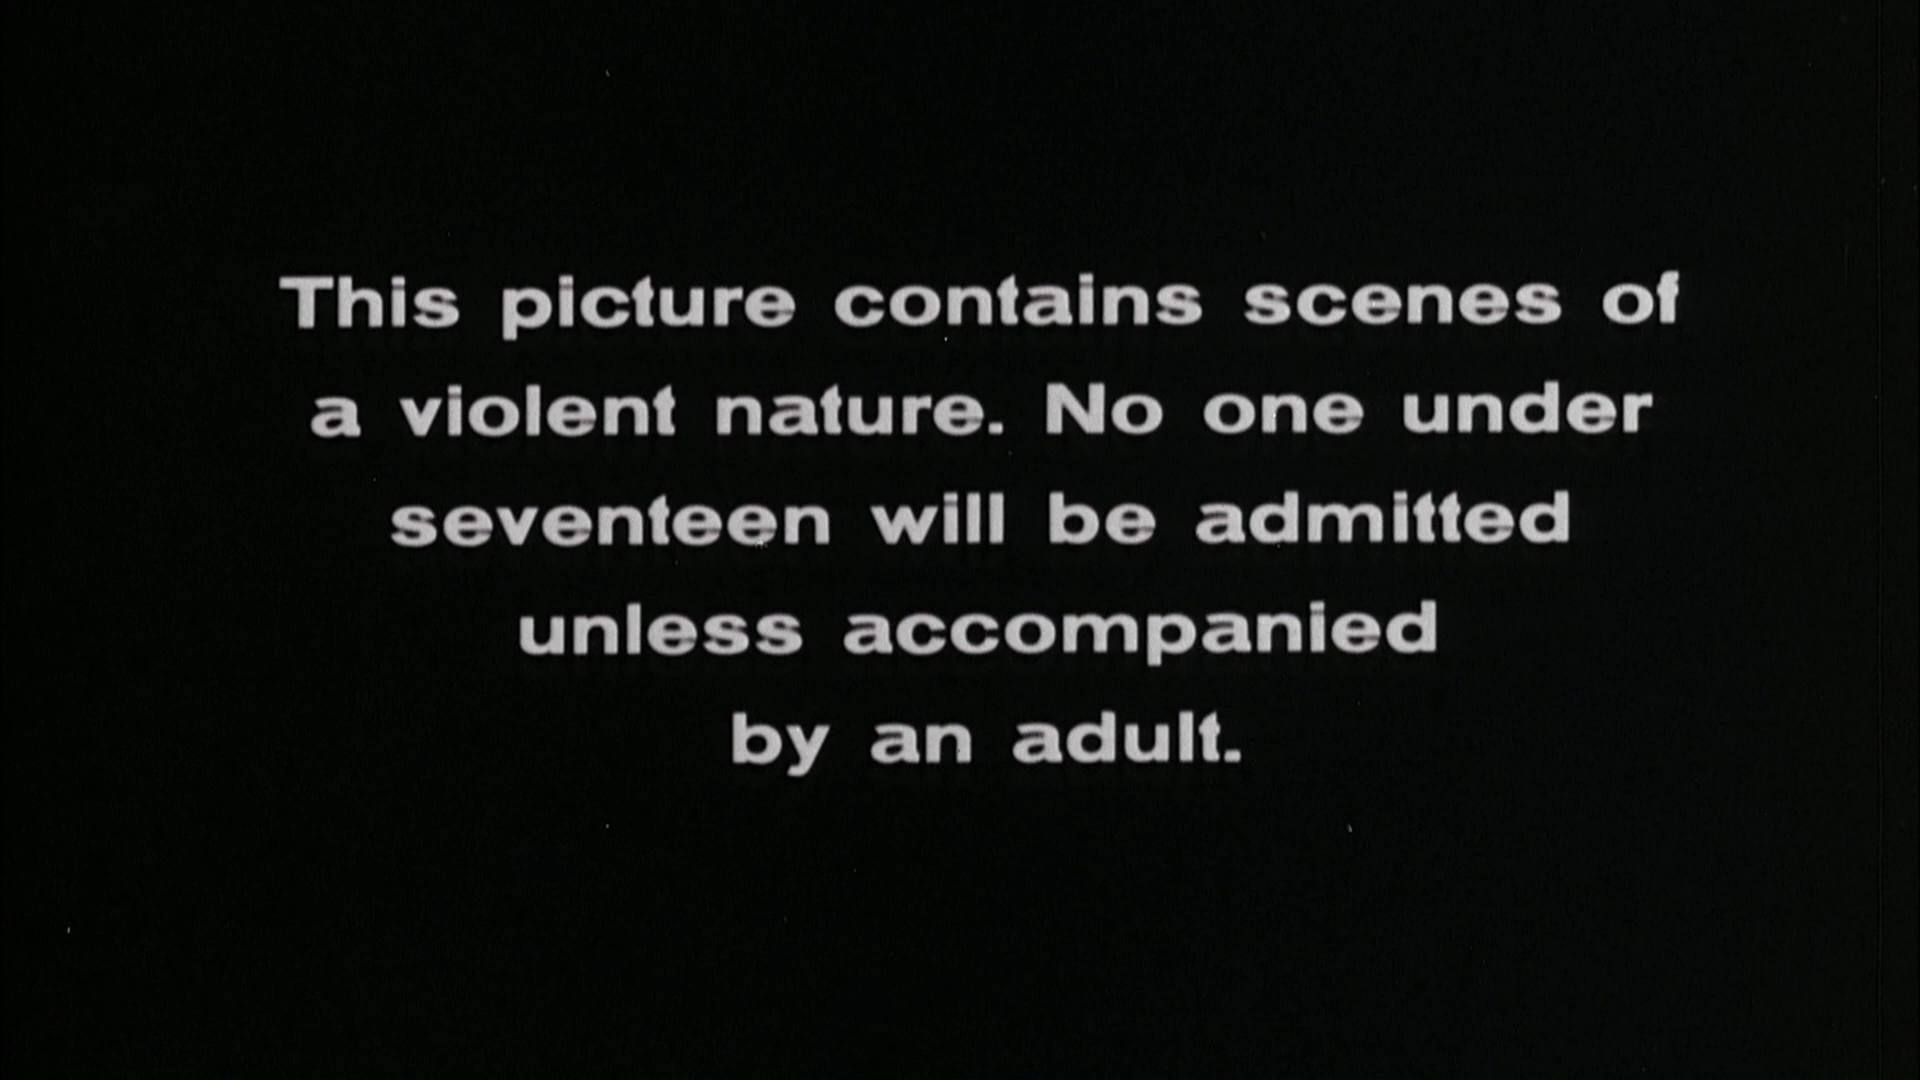 This picture contains scenes of
a violent nature. No one under
seventeen will be admitted
unless accompanied
by an adult.